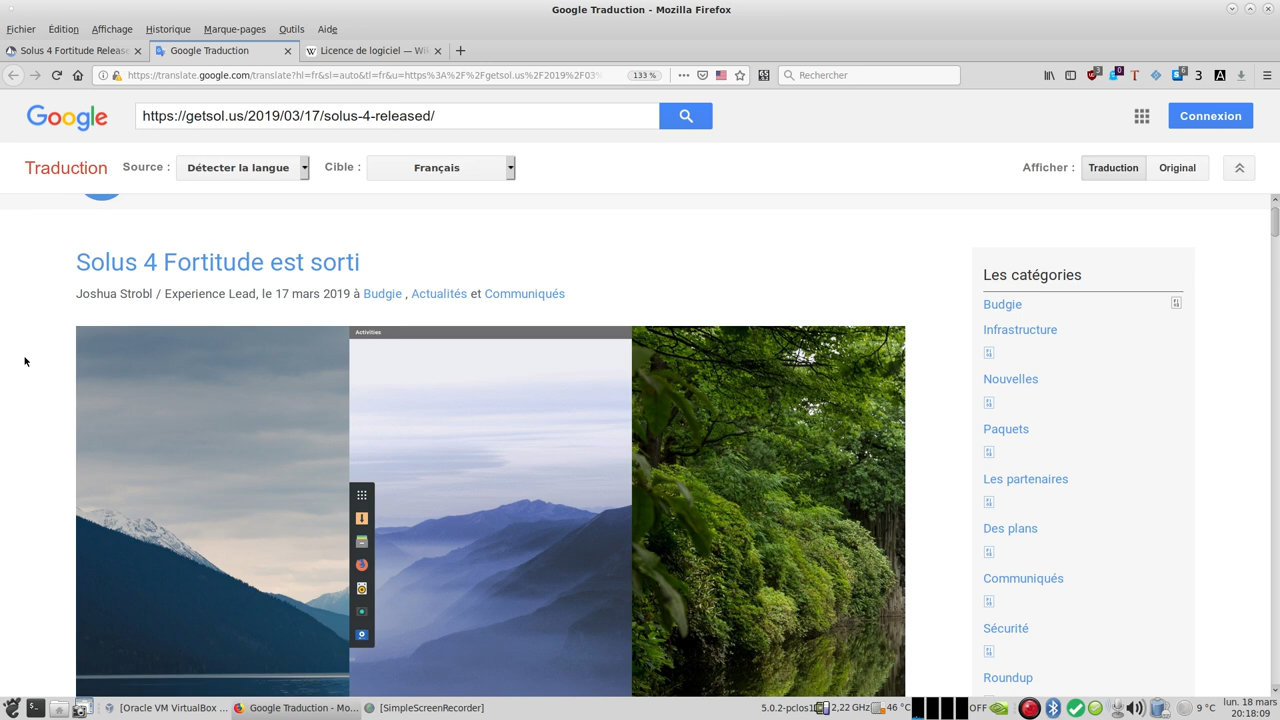 Google Traduction - Mozilla Firefox
Fichier Édition Affichage Historique Marque-pages Outils Aide
Solus 4 Fortitude Releas
Google Traduction
Licence de logiciel — Wi
https://translate.google.com/translate?hl=fr&sl=auto&tl=fr&u=https%3A%2F%2Fgetsol.us%2F2019%2F03%
133 %
Rechercher
Google
https://getsol.us/2019/03/17/solus-4-released/
Connexion
Traduction
Source :
Détecter la langue
Cible :
Français
Afficher :
Traduction
Original
Solus 4 Fortitude est sorti
Joshua Strobl / Experience Lead, le 17 mars 2019 à Budgie , Actualités et Communiqués
Activities
Les catégories
Budgie
Infrastructure
Nouvelles
Paquets
Les partenaires
Des plans
Communiqués
Sécurité
Roundup
[Oracle VM VirtualBox ...
Google Traduction - Mo...
[SimpleScreenRecorder]
5.0.2-pclos1
2,22 GHz
46 °C
OFF
9 °C
lun. 18 mars
20:18:09